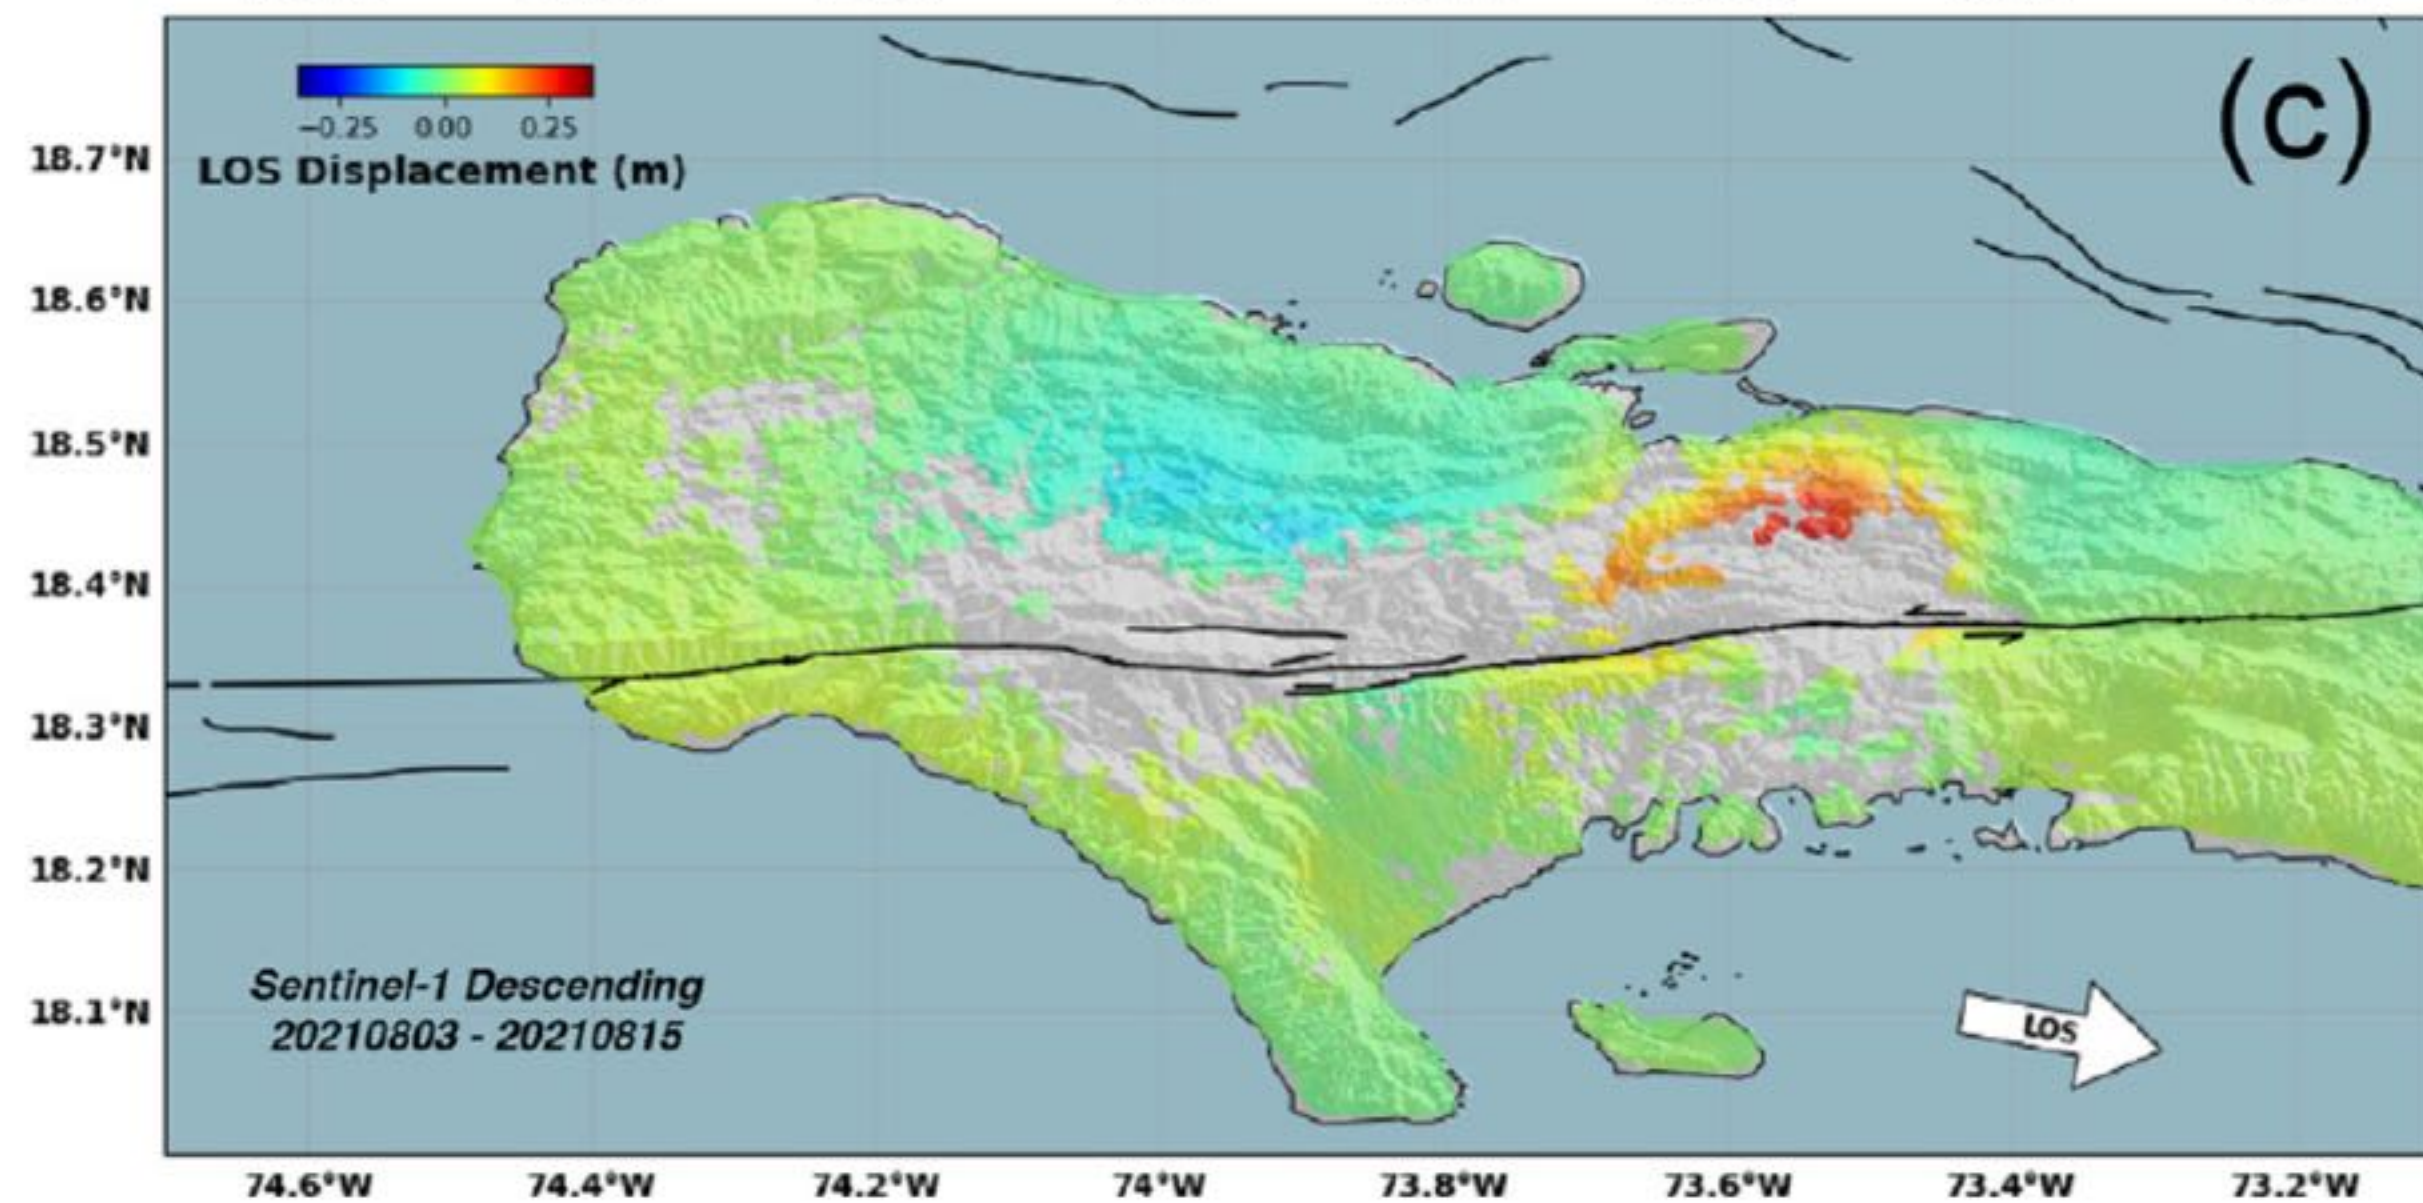 (c)
−0.25 0.00 0.25
LOS Displacement (m)
18.7°N
18.6°N
18.5°N
18.4°N
18.3°N
18.2°N
18.1°N
Sentinel-1 Descending
20210803 - 20210815
LOS
74.6°W 74.4°W 74.2°W 74°W 73.8°W 73.6°W 73.4°W 73.2°W